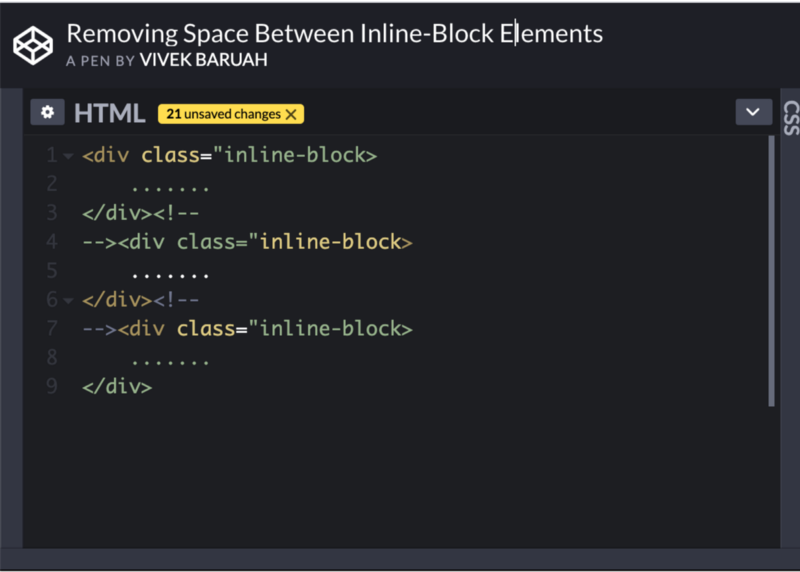 Removing Space Between Inline-Block Elements
A PEN BY VIVEK BARUAH
HTML 21 unsaved changes ×
CSS
1 <div class="inline-block>
2 .......
3 </div><!--
4 --><div class="inline-block>
5 .......
6 </div><!--
7 --><div class="inline-block>
8 .......
9 </div>